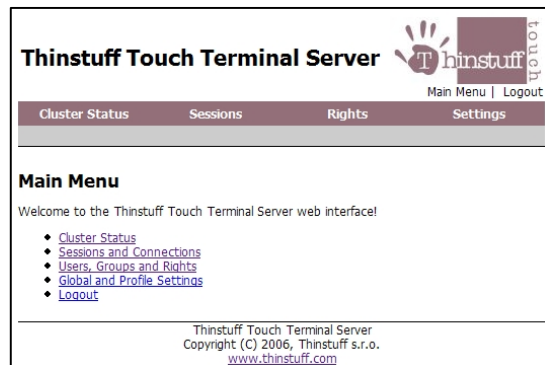 Thinstuff Touch Terminal Server
Thinstuff
touch
Main Menu | Logout
Cluster Status Sessions Rights Settings
Main Menu
Welcome to the Thinstuff Touch Terminal Server web interface!
Cluster Status
Sessions and Connections
Users, Groups and Rights
Global and Profile Settings
Logout
Thinstuff Touch Terminal Server
Copyright (C) 2006, Thinstuff s.r.o.
www.thinstuff.com